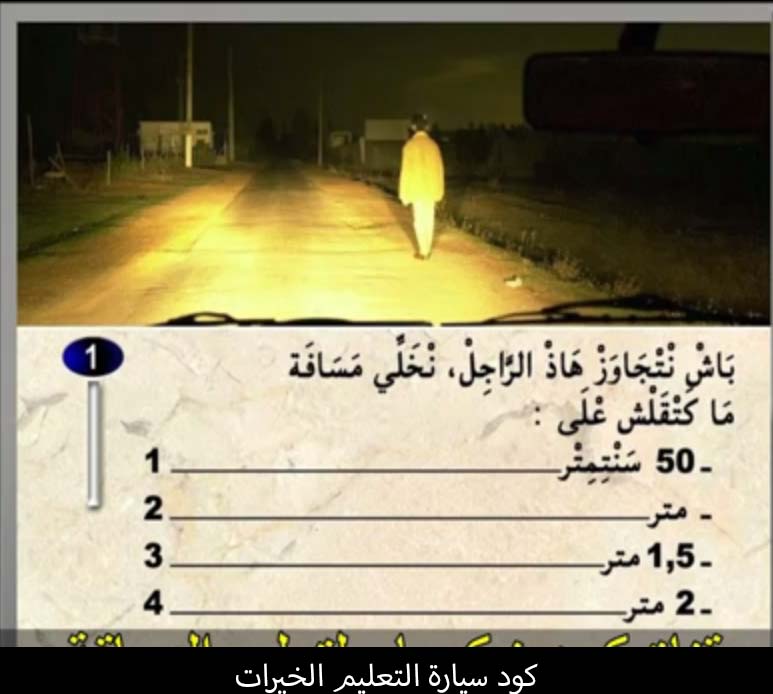 1
بَاشْ نْتْجَاوَزْ هَاذْ الرَّاجِلْ، نْخَلِّي مَسَافَة
مَا كَتْقَلْش عْلَى :
- 50 سَنْتِمِتْر 1
- متر 2
- 1,5 متر 3
- 2 متر 4
كود سيارة التعليم الخيرات